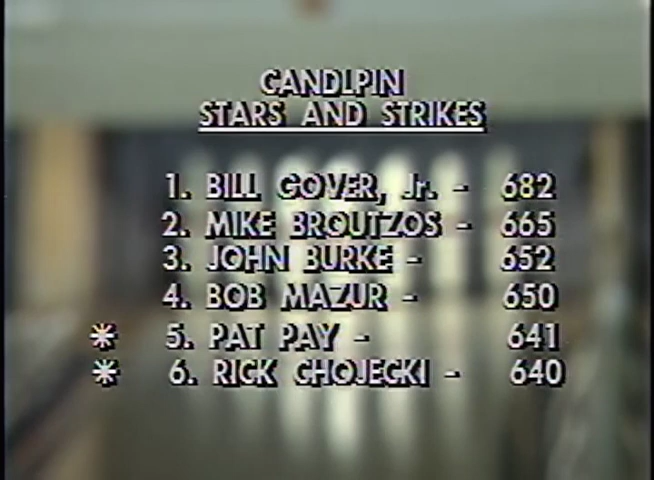 CANDLPIN
STARS AND STRIKES
1. BILL GOVER, Jr. - 682
2. MIKE BROUTZOS - 665
3. JOHN BURKE - 652
4. BOB MAZUR - 650
* 5. PAT PAY - 641
* 6. RICK CHOJECKI - 640